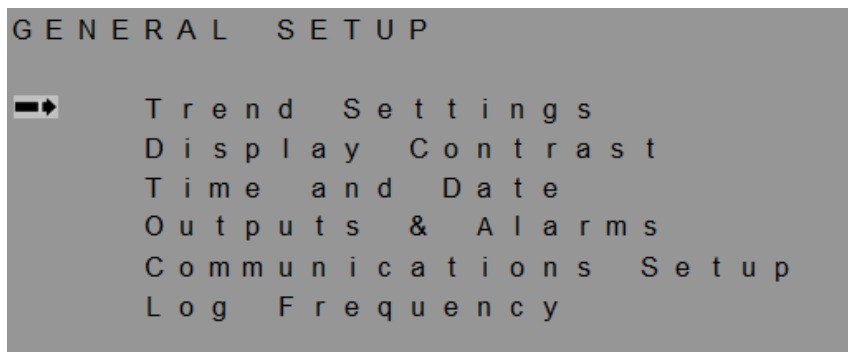 GENERAL SETUP
Trend Settings
Display Contrast
Time and Date
Outputs & Alarms
Communications Setup
Log Frequency